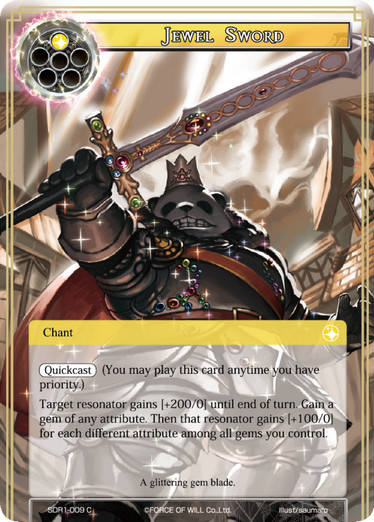 Jewel Sword
Chant
Quickcast (You may play this card anytime you have
priority.)
Target resonator gains [+200/0] until end of turn. Gain a
gem of any attribute. Then that resonator gains [+100/0]
for each different attribute among all gems you control.
A glittering gem blade.
SDR1-009 C ©FORCE OF WILL Co.,Ltd. Illust/saumaro